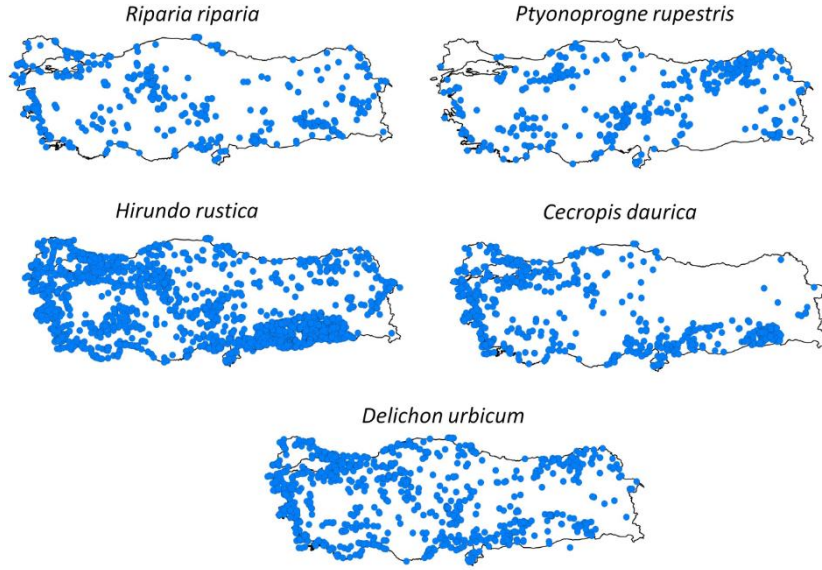 Riparia riparia
Ptyonoprogne rupestris
Hirundo rustica
Cecropis daurica
Delichon urbicum